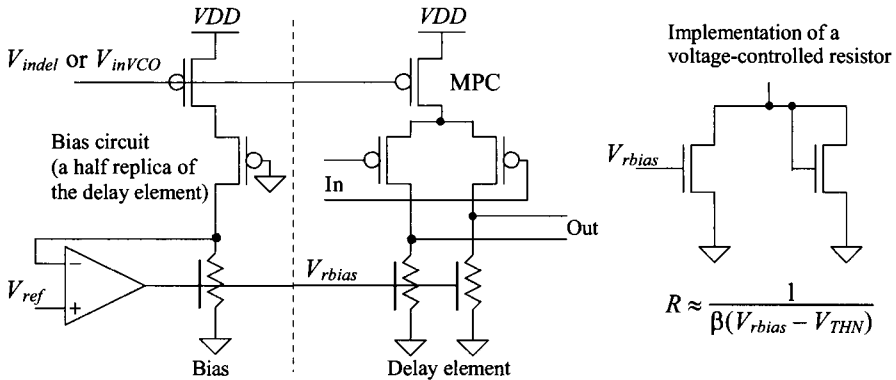 VDD
VDD
V_indel or V_inVCO
MPC
Bias circuit
(a half replica of
the delay element)
In
Out
V_ref
−
+
V_rbias
Bias
Delay element
Implementation of a
voltage-controlled resistor
V_rbias
R ≈ 1 / β(V_rbias − V_THN)